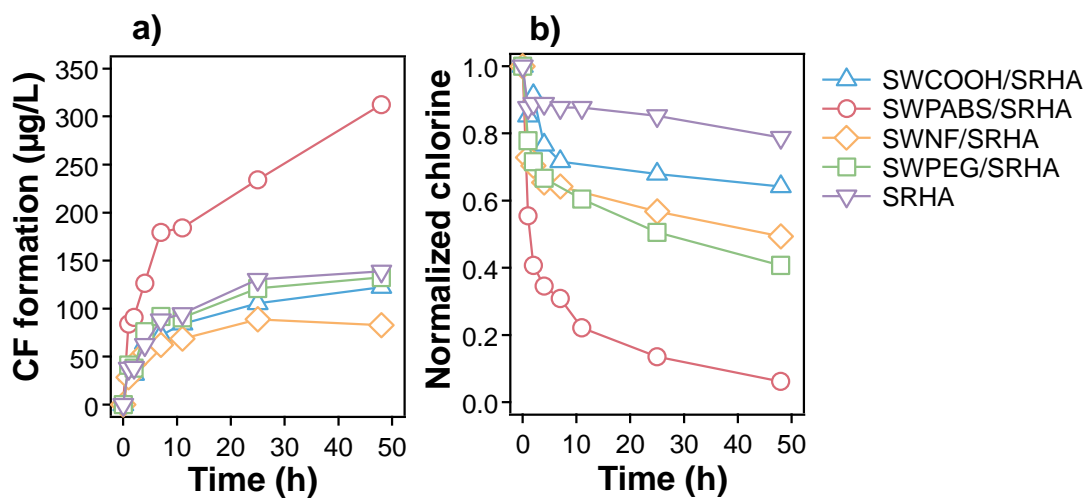 a)
CF formation (µg/L)
350
300
250
200
150
100
50
0
0 10 20 30 40 50
Time (h)
b)
Normalized chlorine
1.0
0.8
0.6
0.4
0.2
0.0
0 10 20 30 40 50
Time (h)
SWCOOH/SRHA
SWPABS/SRHA
SWNF/SRHA
SWPEG/SRHA
SRHA